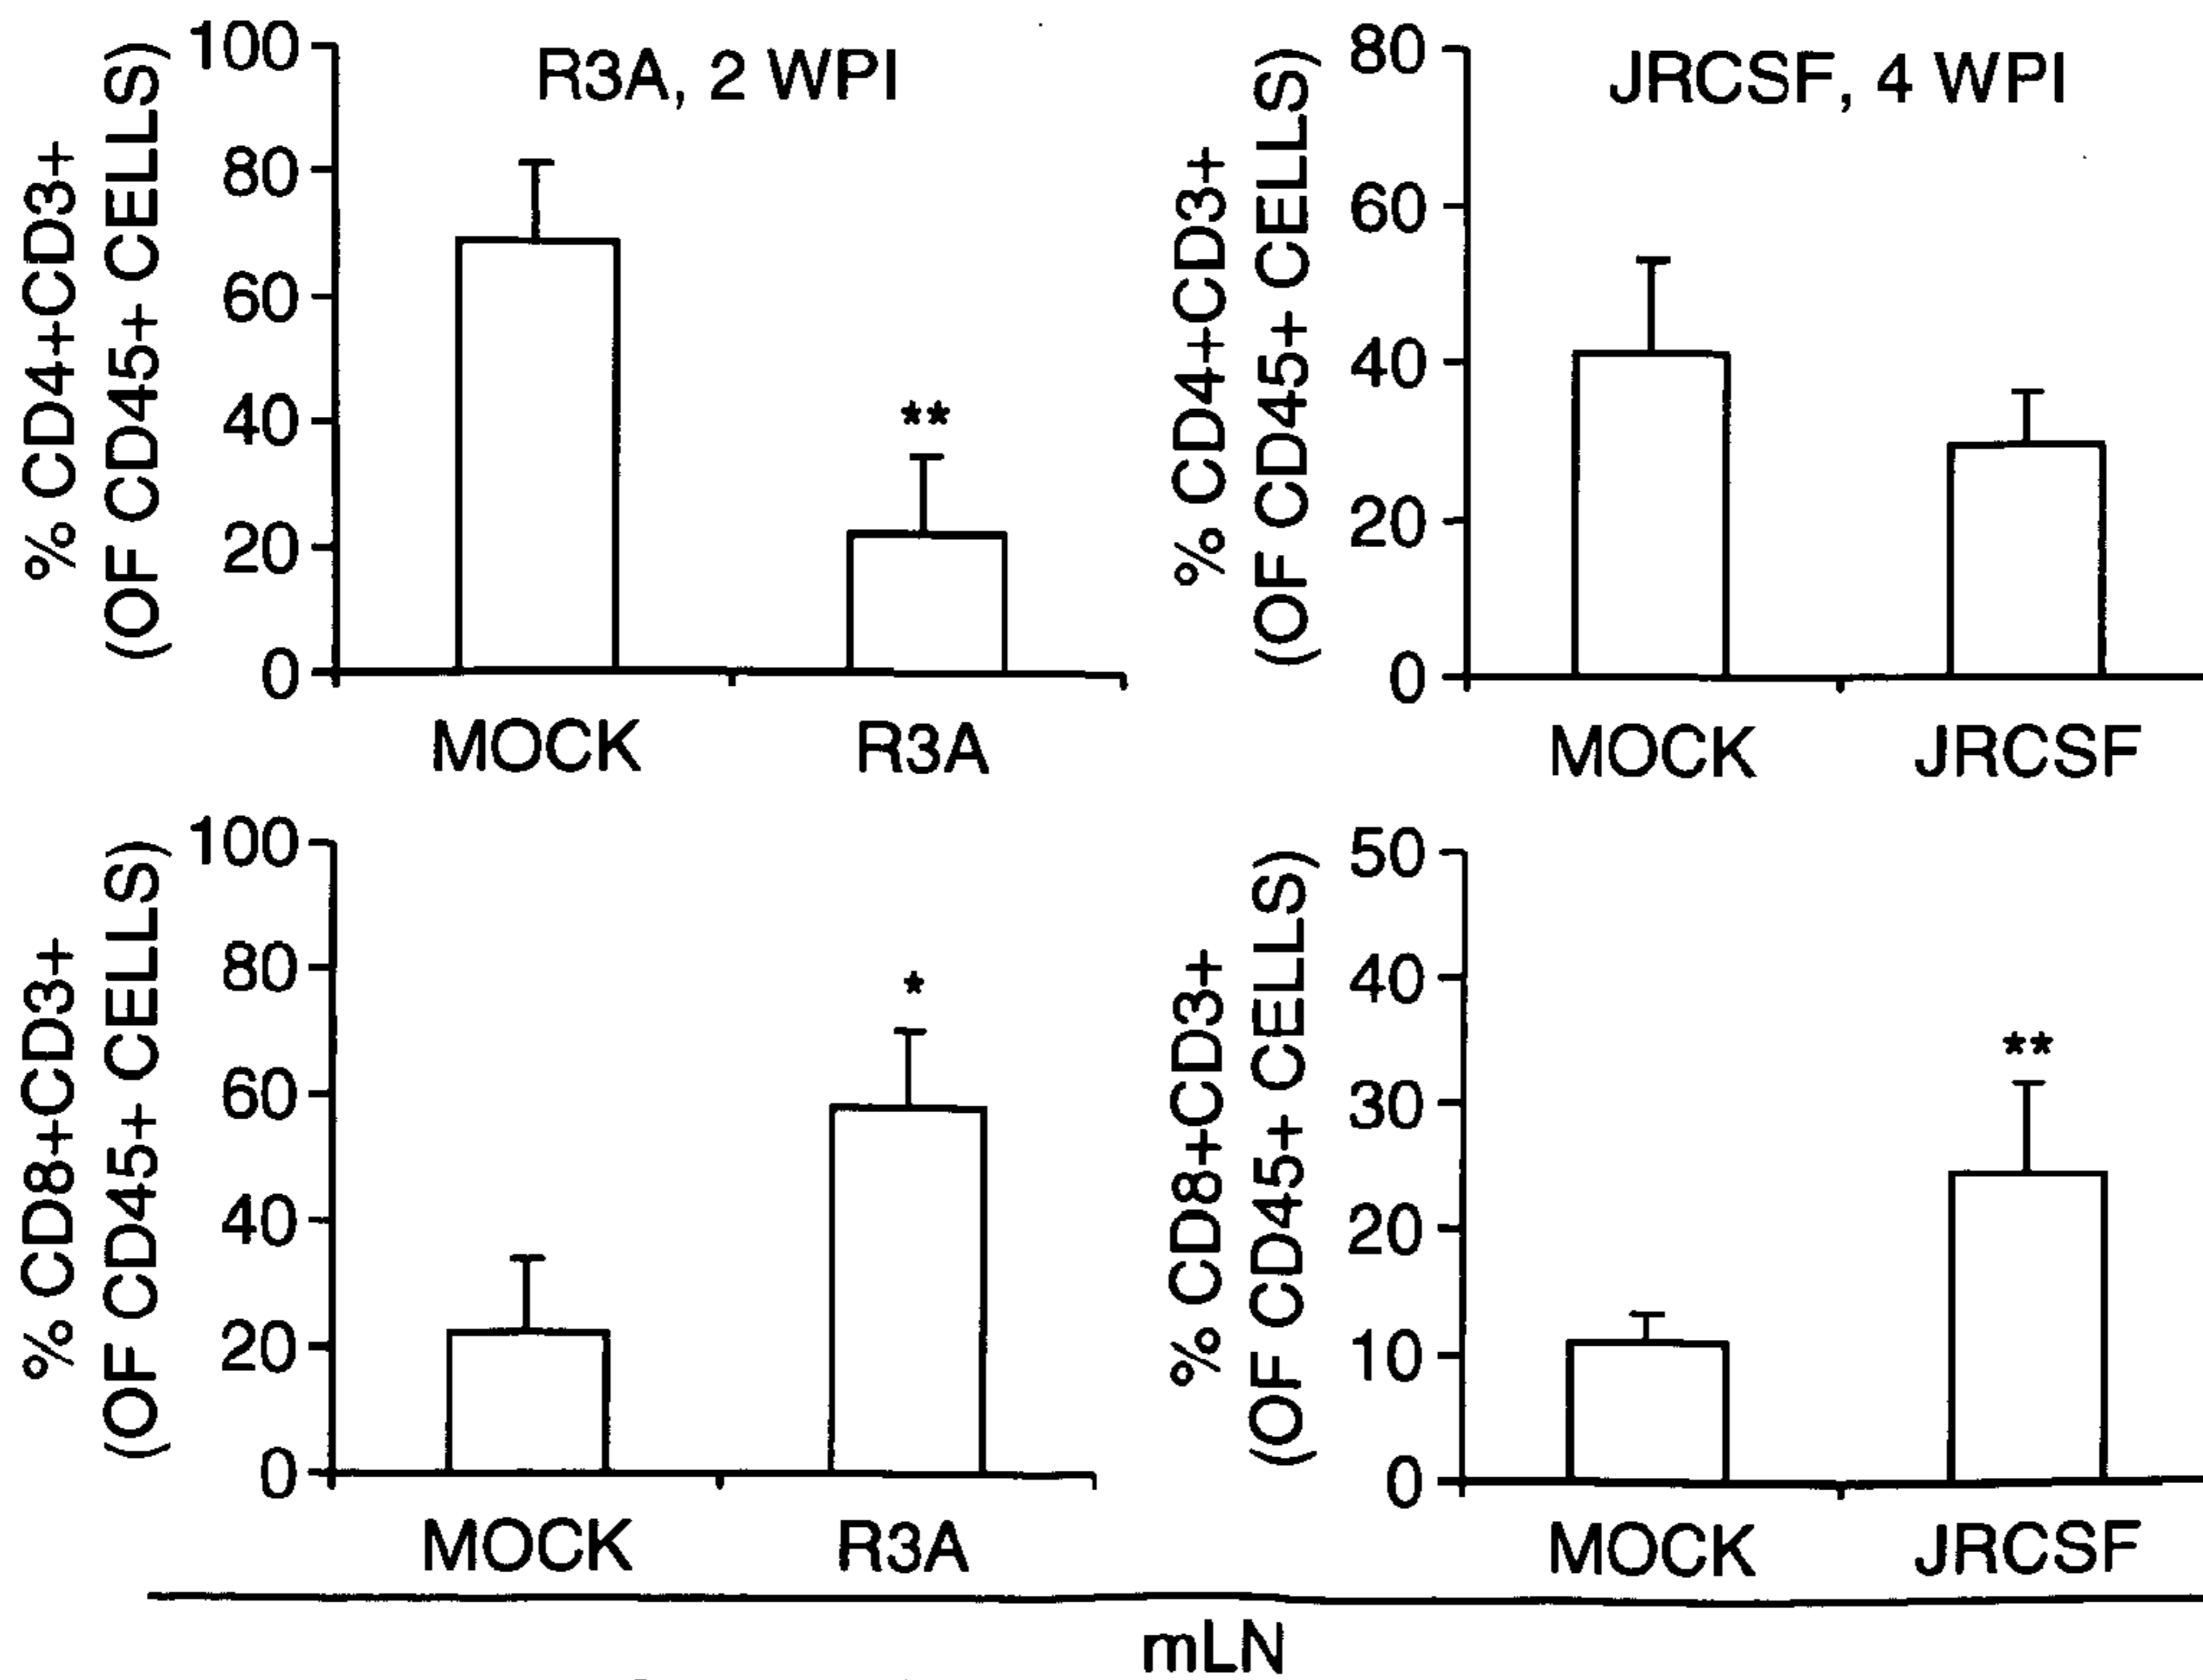 R3A, 2 WPI
% CD4+CD3+
(OF CD45+ CELLS)
100
80
60
40
20
0
**
MOCK R3A
JRCSF, 4 WPI
% CD4+CD3+
(OF CD45+ CELLS)
80
60
40
20
0
MOCK JRCSF
% CD8+CD3+
(OF CD45+ CELLS)
100
80
60
40
20
0
*
MOCK R3A
% CD8+CD3+
(OF CD45+ CELLS)
50
40
30
20
10
0
**
MOCK JRCSF
mLN